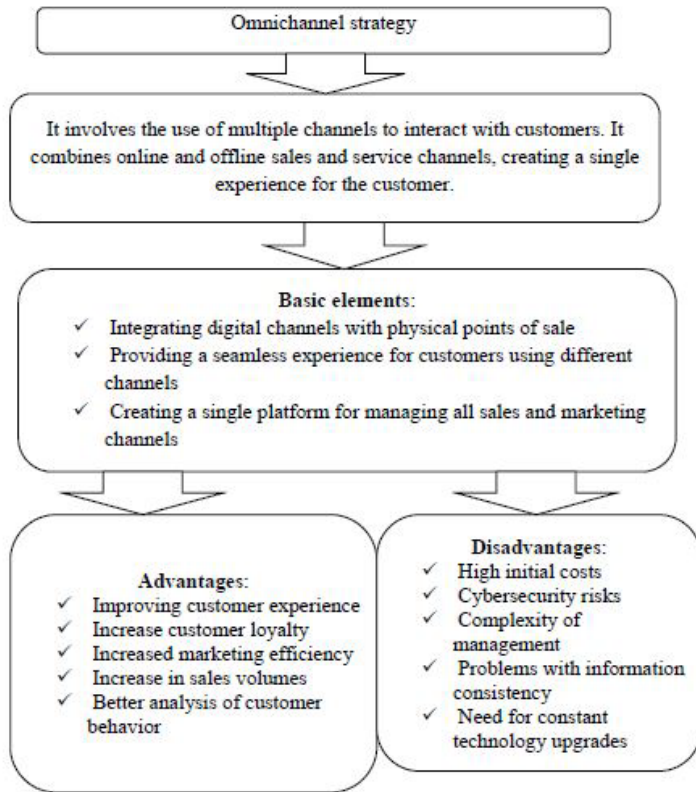 Omnichannel strategy
It involves the use of multiple channels to interact with customers. It
combines online and offline sales and service channels, creating a single
experience for the customer.
Basic elements:
✓ Integrating digital channels with physical points of sale
✓ Providing a seamless experience for customers using different
channels
✓ Creating a single platform for managing all sales and marketing
channels
Advantages:
✓ Improving customer experience
✓ Increase customer loyalty
✓ Increased marketing efficiency
✓ Increase in sales volumes
✓ Better analysis of customer
behavior
Disadvantages:
✓ High initial costs
✓ Cybersecurity risks
✓ Complexity of
management
✓ Problems with information
consistency
✓ Need for constant
technology upgrades